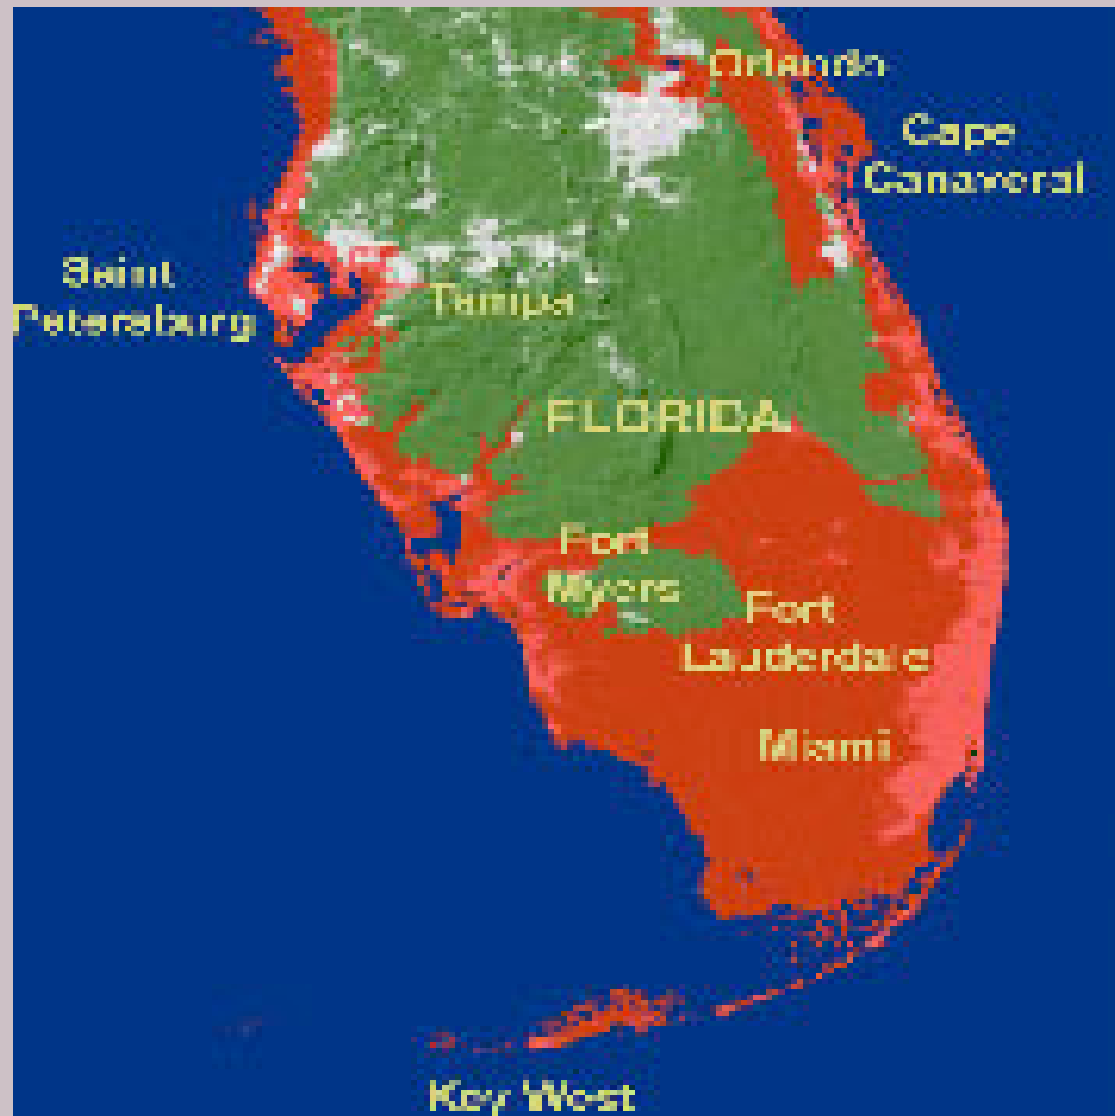 Orlando
Cape
Canaveral
Saint
Petersburg
Tampa
FLORIDA
Fort
Myers
Fort
Lauderdale
Miami
Key West